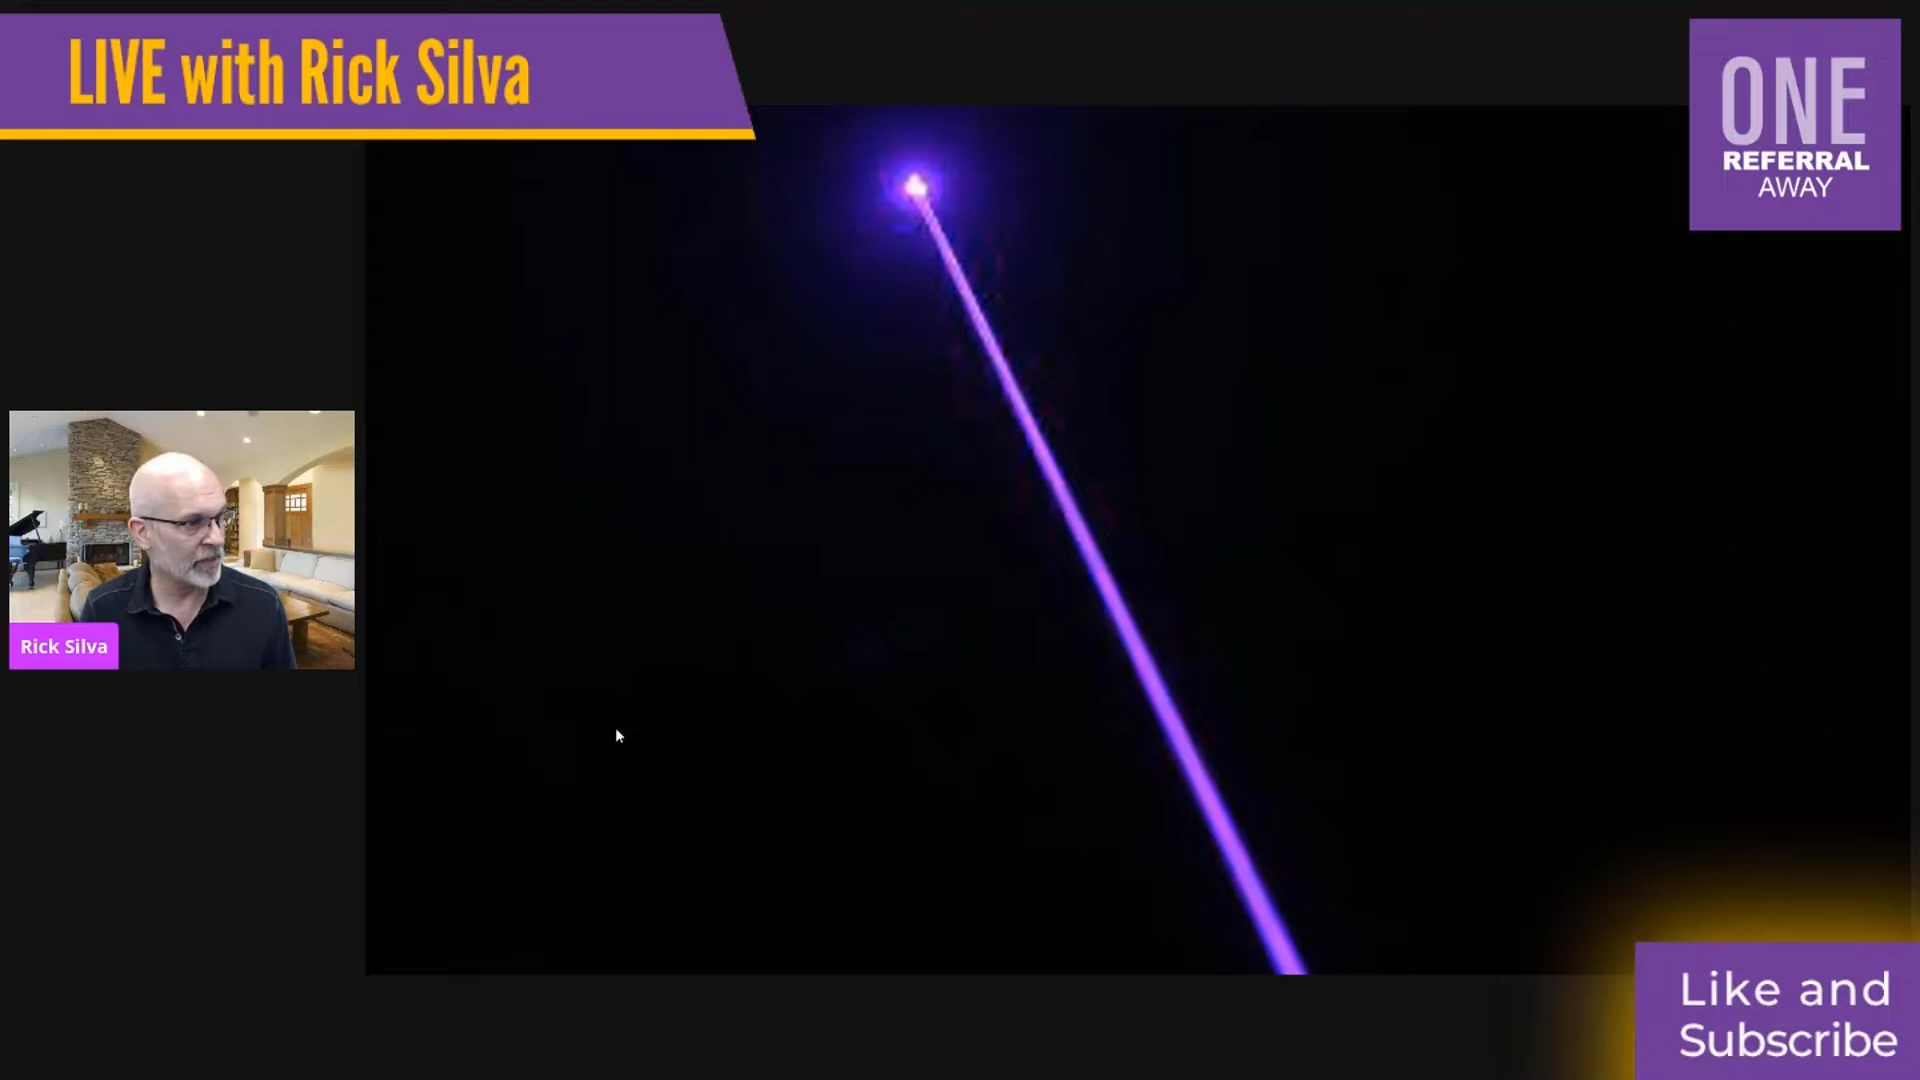 LIVE with Rick Silva
ONE
REFERRAL
AWAY
Rick Silva
Like and
Subscribe